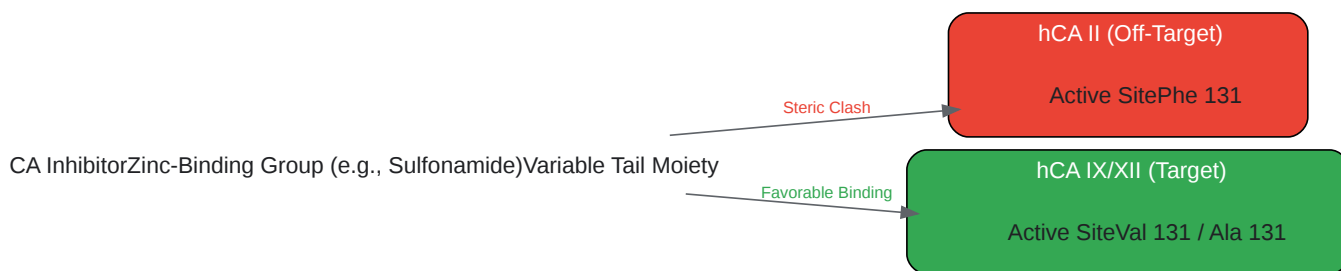 hCA II (Off-Target)
Active SitePhe 131
Steric Clash
CA InhibitorZinc-Binding Group (e.g., Sulfonamide)Variable Tail Moiety
Favorable Binding
hCA IX/XII (Target)
Active SiteVal 131 / Ala 131